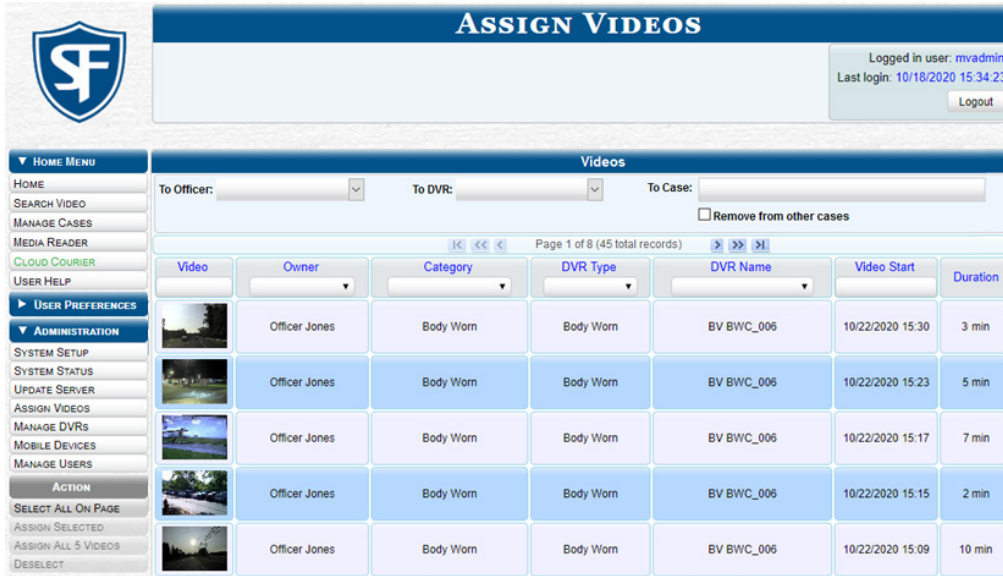 SF
ASSIGN VIDEOS
Logged in user: mvadmin
Last login: 10/18/2020 15:34:23
Logout
▼ HOME MENU
HOME
SEARCH VIDEO
MANAGE CASES
MEDIA READER
CLOUD COURIER
USER HELP
▶ USER PREFERENCES
▼ ADMINISTRATION
SYSTEM SETUP
SYSTEM STATUS
UPDATE SERVER
ASSIGN VIDEOS
MANAGE DVRS
MOBILE DEVICES
MANAGE USERS
ACTION
SELECT ALL ON PAGE
ASSIGN SELECTED
ASSIGN ALL 5 VIDEOS
DESELECT
Videos
To Officer: To DVR: To Case:
Remove from other cases
Page 1 of 8 (45 total records)
Video Owner Category DVR Type DVR Name Video Start Duration
Officer Jones Body Worn Body Worn BV BWC_006 10/22/2020 15:30 3 min
Officer Jones Body Worn Body Worn BV BWC_006 10/22/2020 15:23 5 min
Officer Jones Body Worn Body Worn BV BWC_006 10/22/2020 15:17 7 min
Officer Jones Body Worn Body Worn BV BWC_006 10/22/2020 15:15 2 min
Officer Jones Body Worn Body Worn BV BWC_006 10/22/2020 15:09 10 min